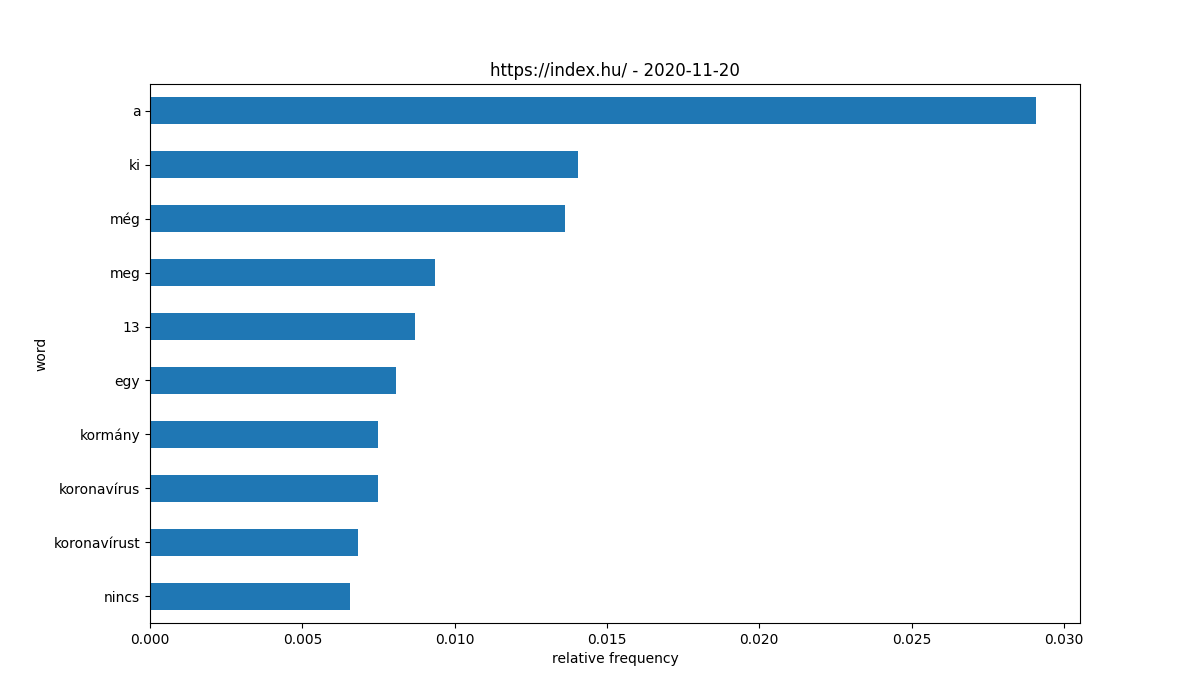 https://index.hu/ - 2020-11-20
word
a
ki
még
meg
13
egy
kormány
koronavírus
koronavírust
nincs
0.000 0.005 0.010 0.015 0.020 0.025 0.030
relative frequency